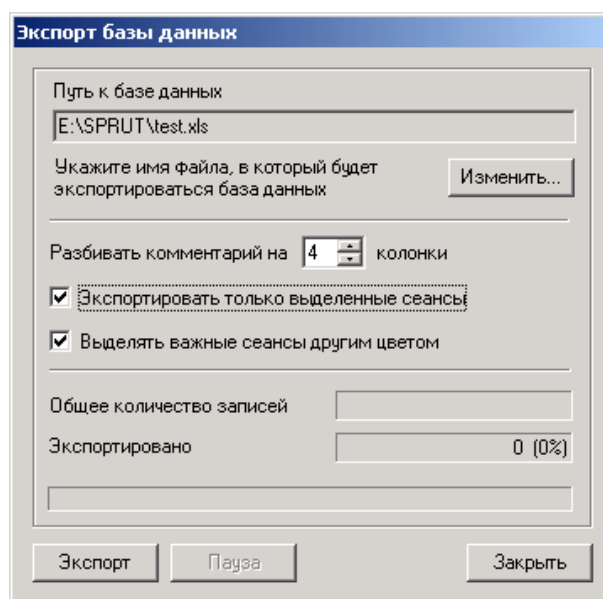 Экспорт базы данных
Путь к базе данных
E:\SPRUT\test.xls
Укажите имя файла, в который будет
экспортироваться база данных
Изменить...
Разбивать комментарий на 4 колонки
Экспортировать только выделенные сеансы
Выделять важные сеансы другим цветом
Общее количество записей
Экспортировано 0 (0%)
Экспорт Пауза Закрыть